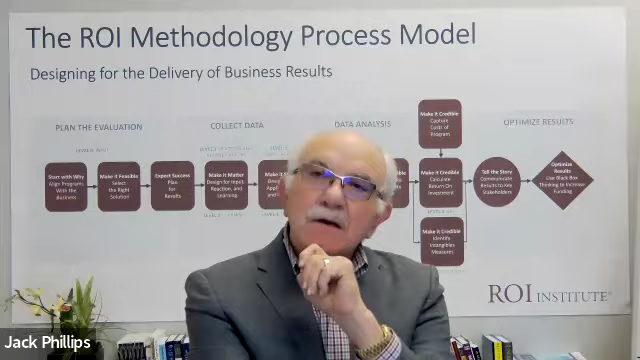 The ROI Methodology Process Model
Designing for the Delivery of Business Results
PLAN THE EVALUATION
COLLECT DATA
DATA ANALYSIS
OPTIMIZE RESULTS
Start with Why
Align Programs
With the
Business
Make it Feasible
Select
the Right
Solution
Expect Success
Plan
for
Results
Make it Matter
Design for Input,
Reaction, and
Learning
Make it Credible
Capture
Costs of
Program
Make it Credible
Calculate
Return On
Investment
Make it Credible
Identify
Intangibles
Measures
Tell the Story
Communicate
Results to Key
Stakeholders
Optimize
Results
Use Black Box
Thinking to Increase
Funding
ROI INSTITUTE
Jack Phillips